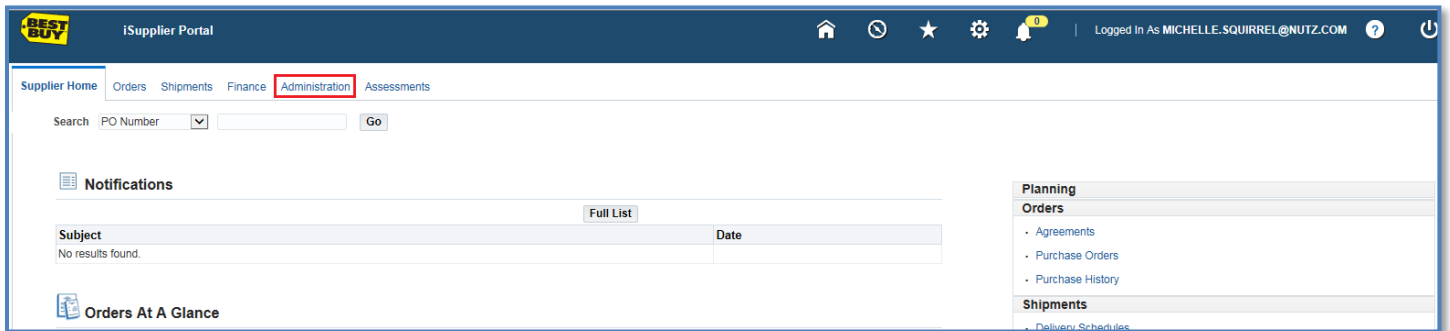 BEST BUY iSupplier Portal 0 | Logged In As MICHELLE.SQUIRREL@NUTZ.COM ?
Supplier Home Orders Shipments Finance Administration Assessments
Search PO Number Go
Notifications
Full List
Subject Date
No results found.
Orders At A Glance
Planning
Orders
• Agreements
• Purchase Orders
• Purchase History
Shipments
• Delivery Schedules